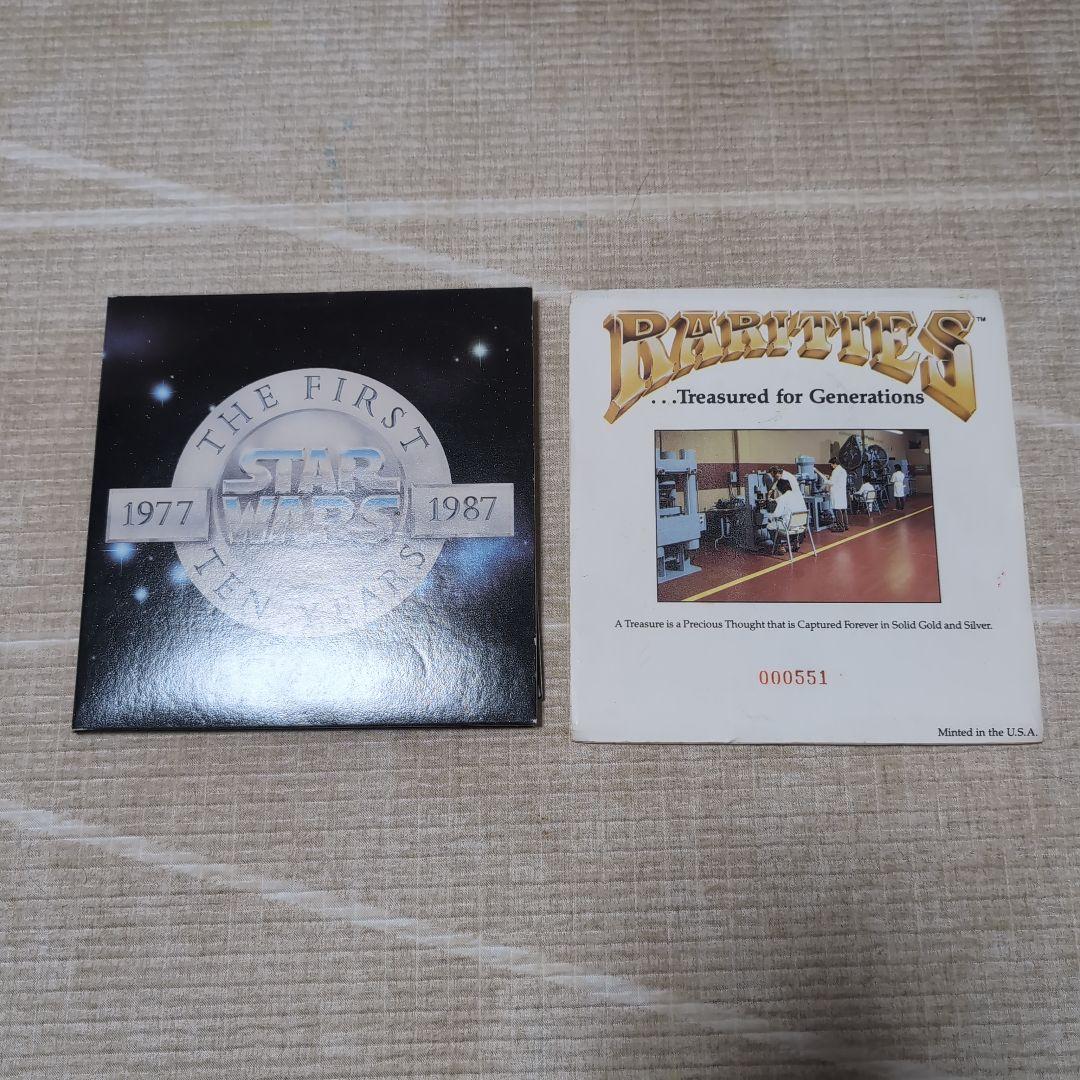 THE FIRST
STAR
WARS
1977
1987
TEN YEARS
RARITIES™
...Treasured for Generations
A Treasure is a Precious Thought that is Captured Forever in Solid Gold and Silver.
000551
Minted in the U.S.A.